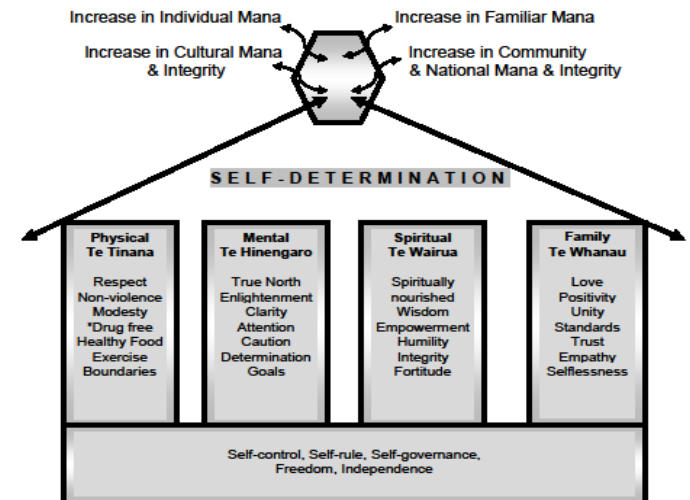 Increase in Individual Mana
Increase in Familiar Mana
Increase in Cultural Mana
& Integrity
Increase in Community
& National Mana & Integrity
SELF-DETERMINATION
Physical
Te Tinana
Respect
Non-violence
Modesty
*Drug free
Healthy Food
Exercise
Boundaries
Mental
Te Hinengaro
True North
Enlightenment
Clarity
Attention
Caution
Determination
Goals
Spiritual
Te Wairua
Spiritually
nourished
Wisdom
Empowerment
Humility
Integrity
Fortitude
Family
Te Whanau
Love
Positivity
Unity
Standards
Trust
Empathy
Selflessness
Self-control, Self-rule, Self-governance,
Freedom, Independence